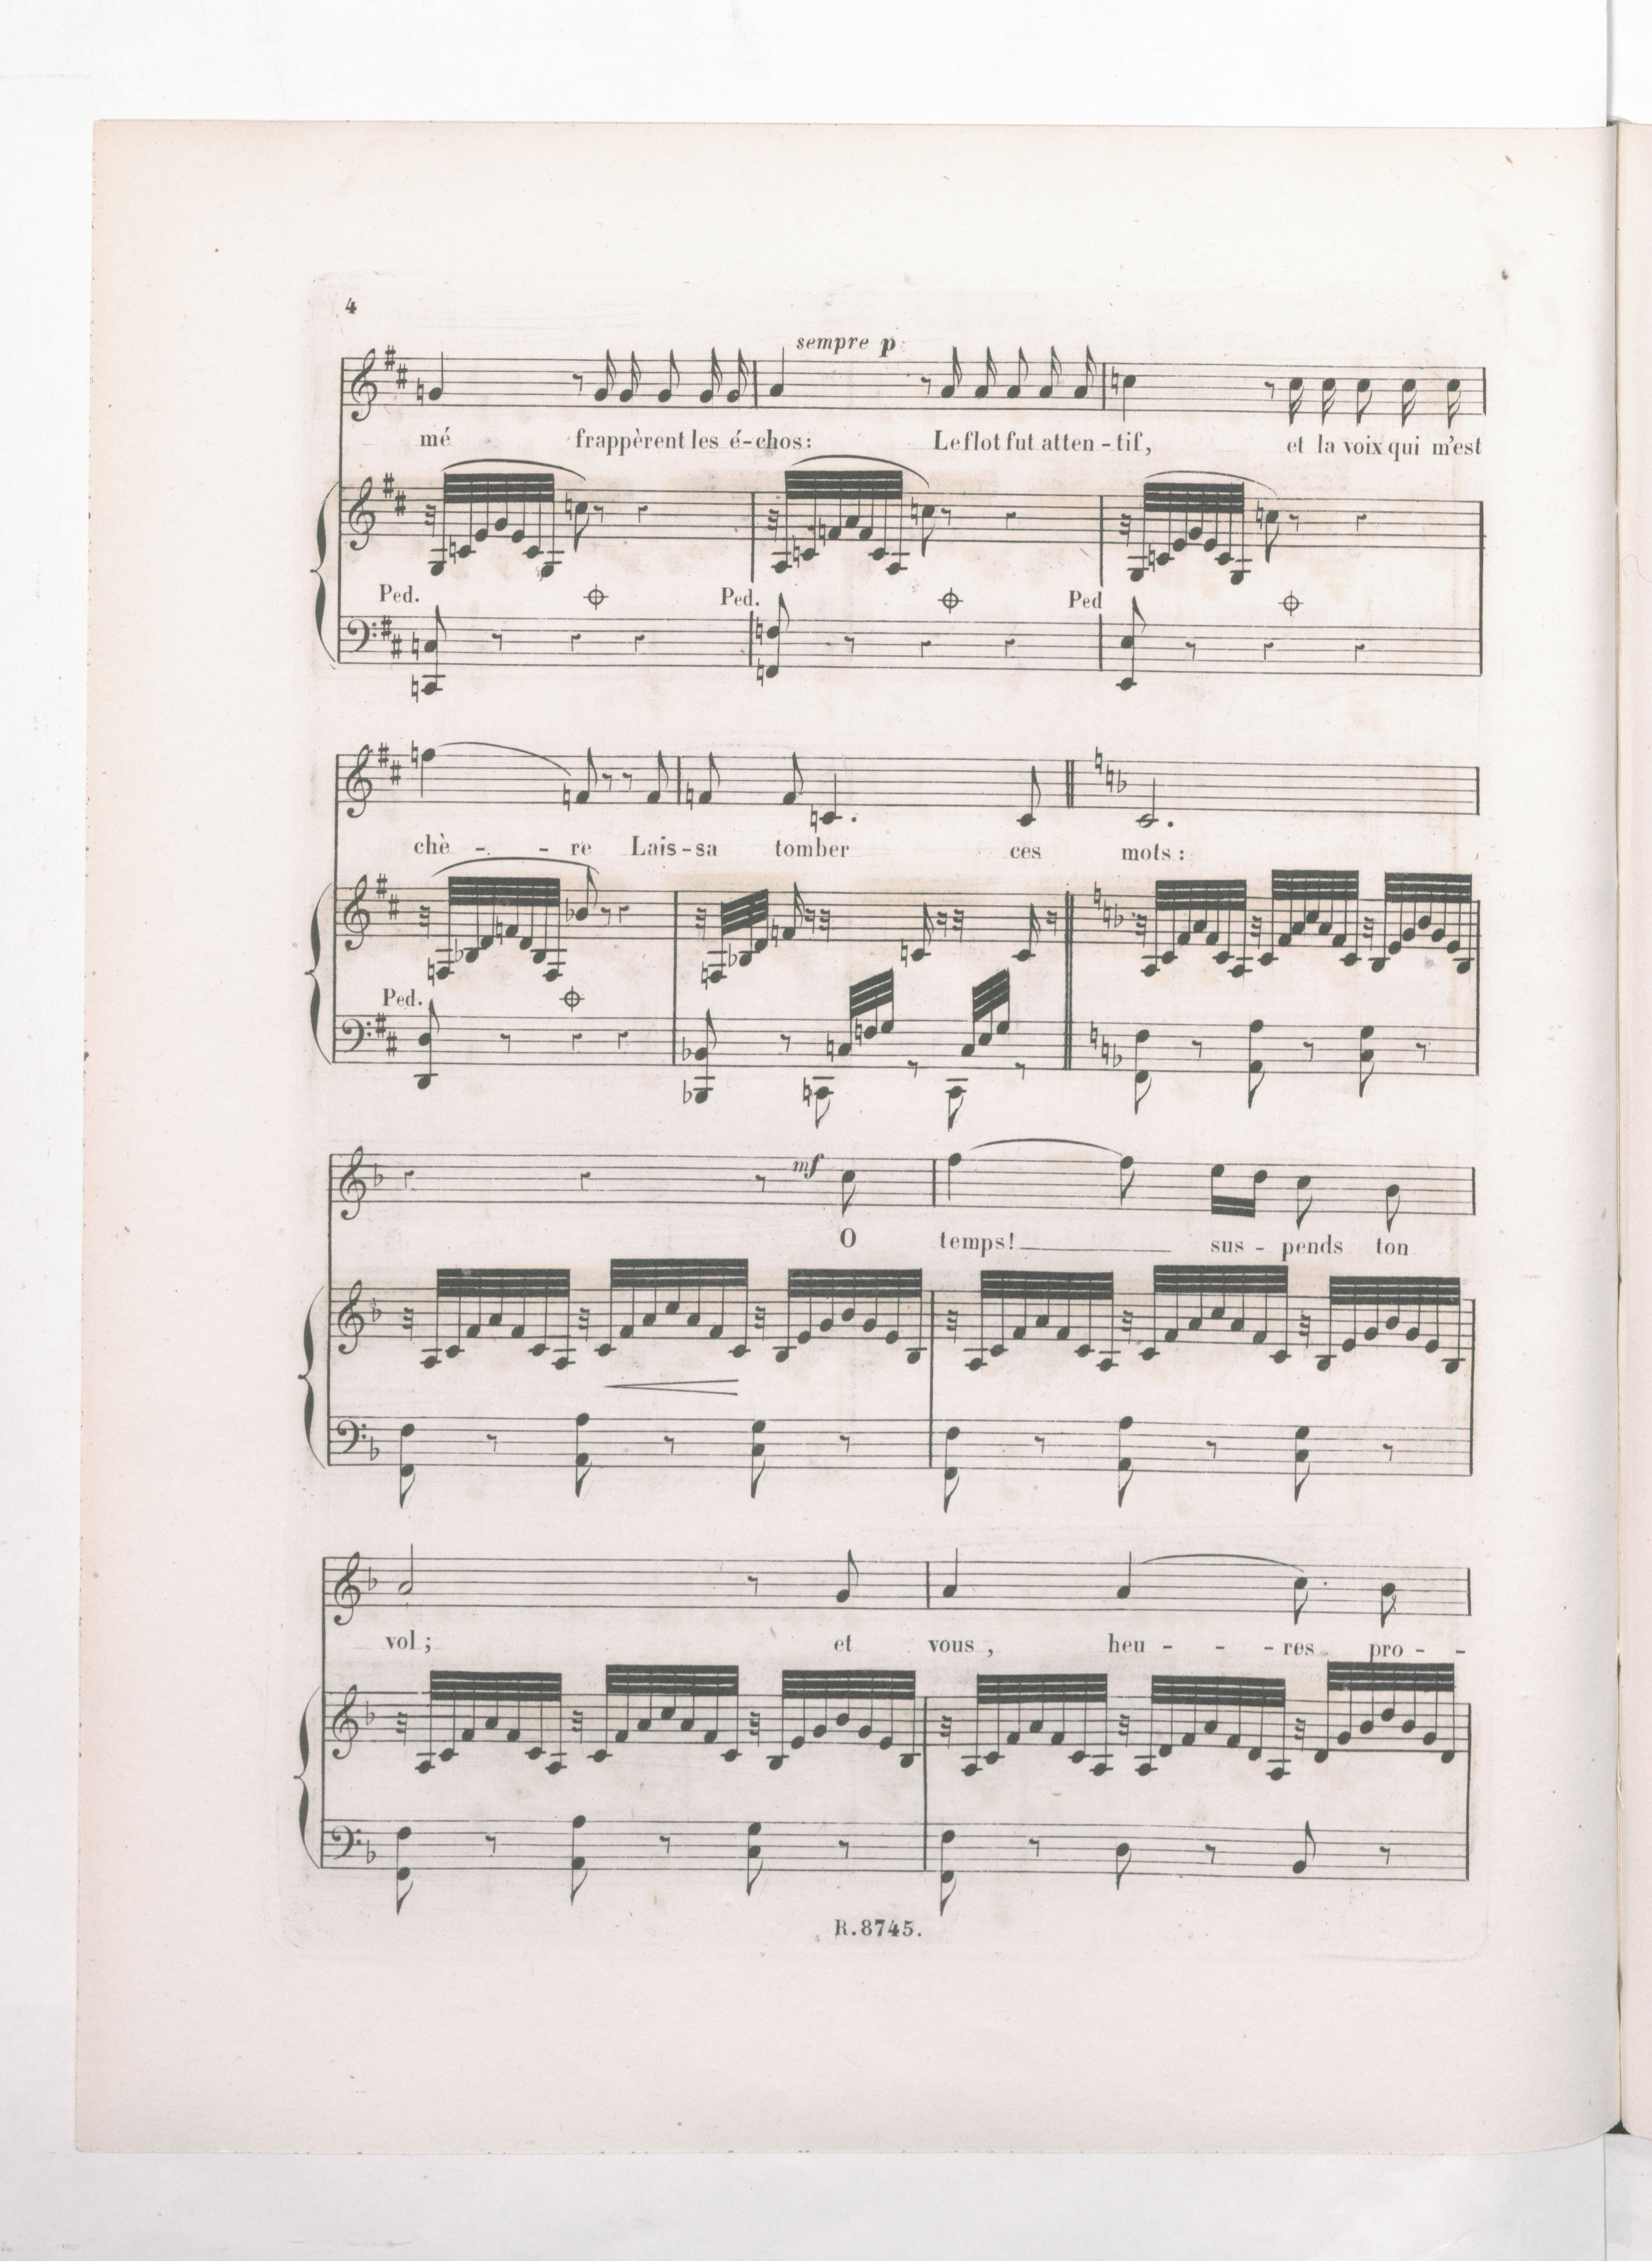 4
sempre p
mé frappèrent les é-chos: Le flot fut atten-tif, et la voix qui m'est
Ped. Ped. Ped
chè - - re Lais-sa tomber ces mots:
Ped.
mf
O temps! sus - pends ton
vol; et vous, heu - - - res pro - -
R.8745.